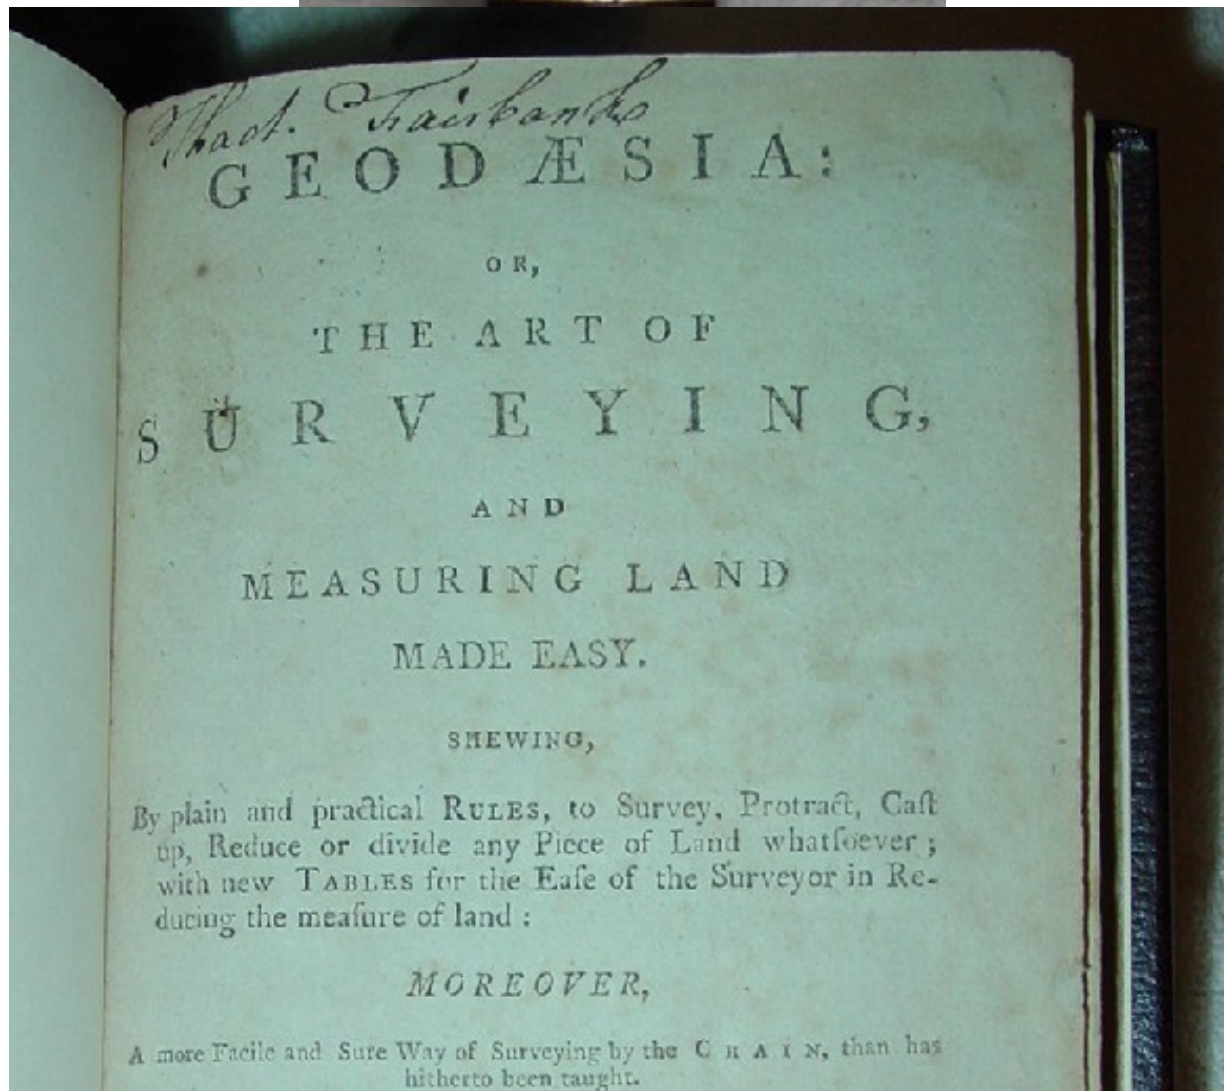 Fairbanks
GEODÆSIA:
OR,
THE ART OF
SURVEYING,
AND
MEASURING LAND
MADE EASY.
SHEWING,
By plain and practical RULES, to Survey, Protract, Caſt
up, Reduce or divide any Piece of Land whatſoever ;
with new TABLES for the Eaſe of the Surveyor in Re-
ducing the meaſure of land :
MOREOVER,
A more Facile and Sure Way of Surveying by the CHAIN, than has
hitherto been taught.